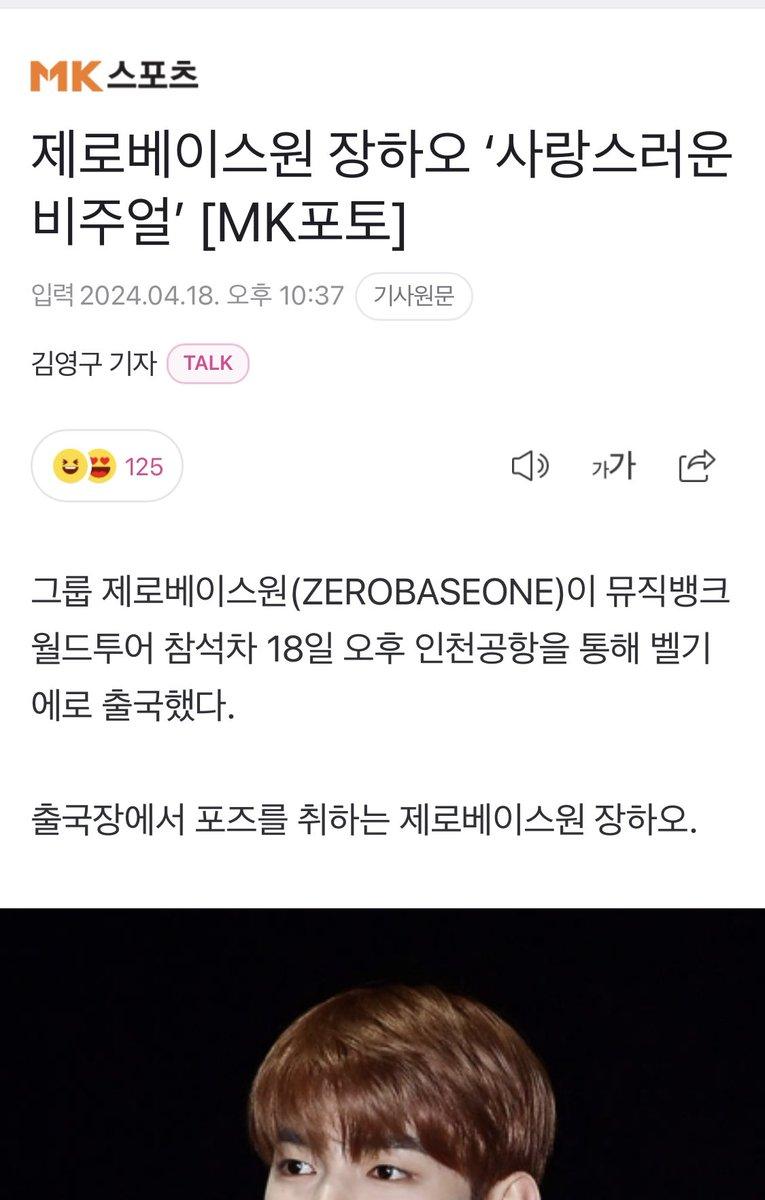 MK스포츠
제로베이스원 장하오 ‘사랑스러운
비주얼’ [MK포토]
입력 2024.04.18. 오후 10:37 기사원문
김영구 기자 TALK
125
가가
그룹 제로베이스원(ZEROBASEONE)이 뮤직뱅크
월드투어 참석차 18일 오후 인천공항을 통해 벨기
에로 출국했다.
출국장에서 포즈를 취하는 제로베이스원 장하오.